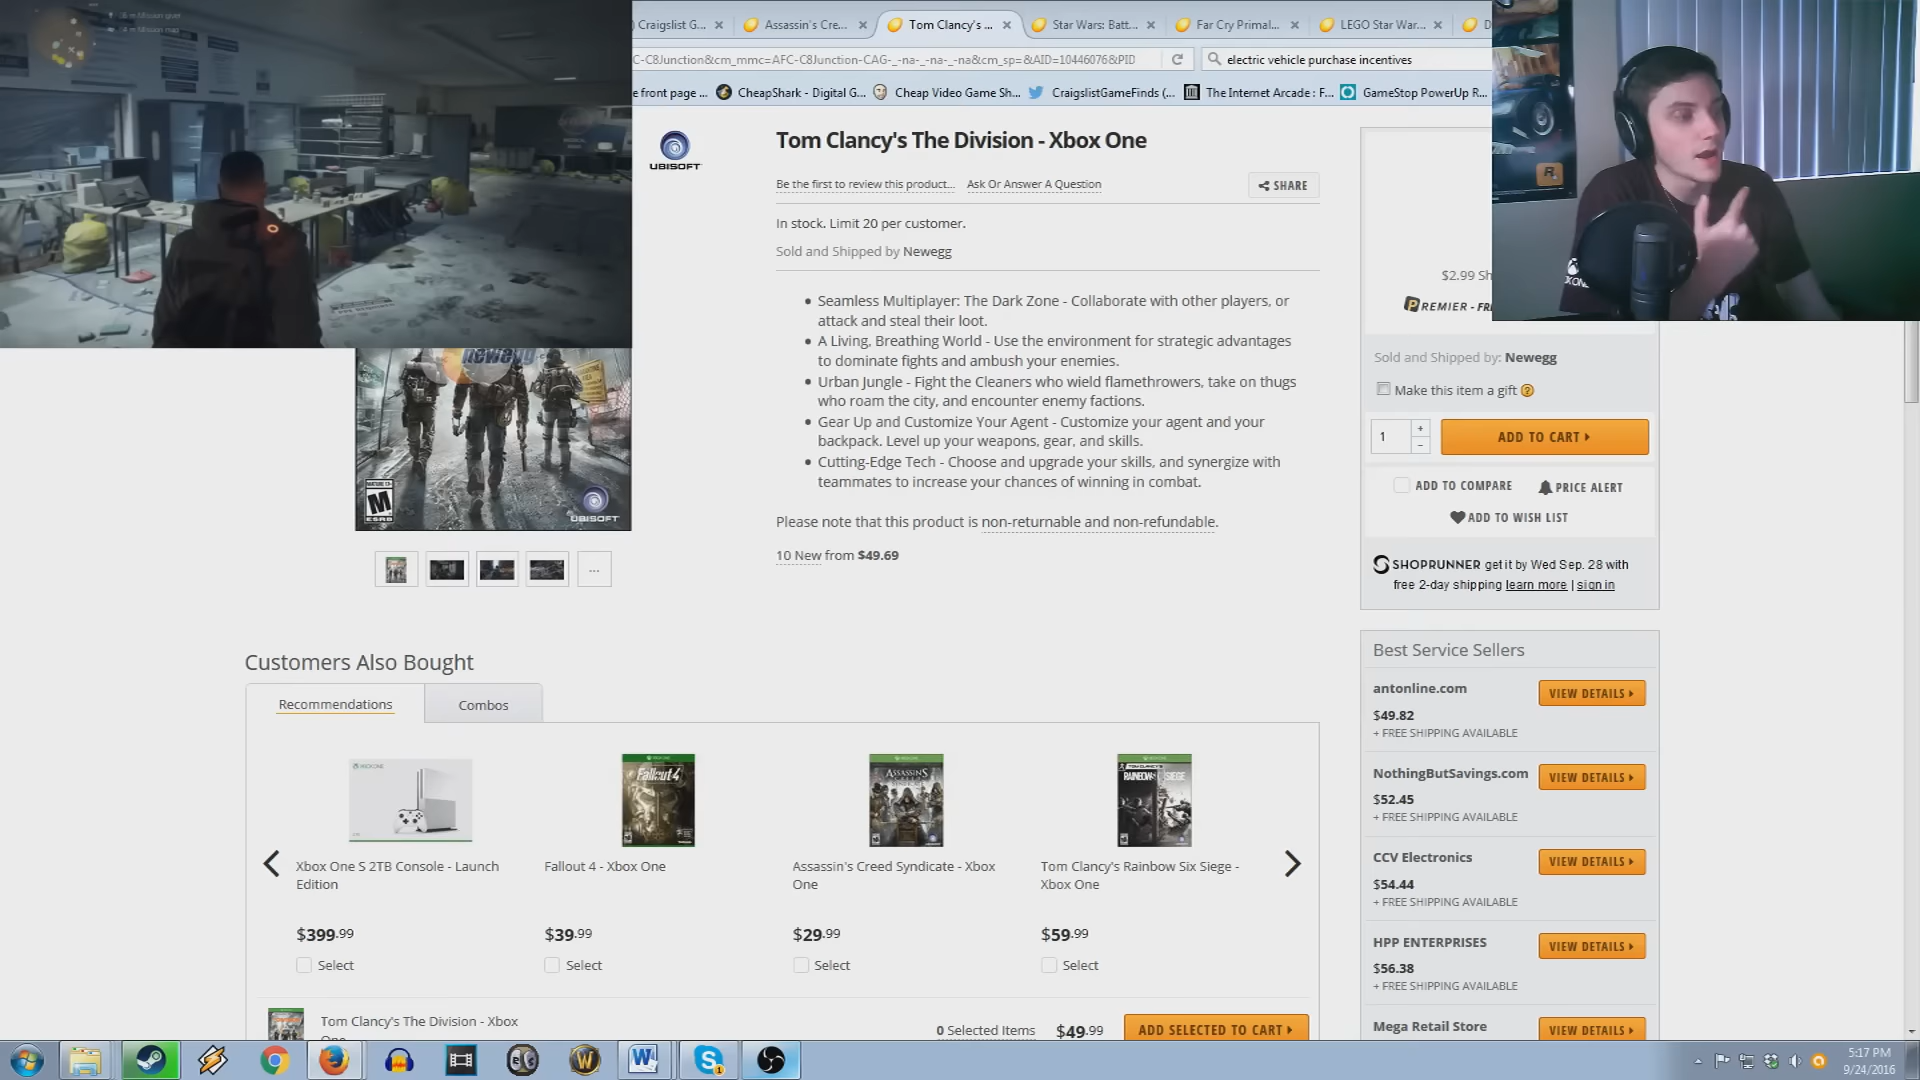 Craigslist G...
Assassin's Cre...
Tom Clancy's ...
Star Wars: Batt...
Far Cry Primal...
LEGO Star War...
C-C8Junction&cm_mmc=AFC-C8Junction-CAG-_-na-_-na-_-na&cm_sp=&AID=10446076&PID
electric vehicle purchase incentives
e front page ...
CheapShark - Digital G...
Cheap Video Game Sh...
CraigslistGameFinds (...
The Internet Arcade : F...
GameStop PowerUp R...
UBISOFT
Tom Clancy's The Division - Xbox One
Be the first to review this product...
Ask Or Answer A Question
SHARE
In stock. Limit 20 per customer.
Sold and Shipped by Newegg
Seamless Multiplayer: The Dark Zone - Collaborate with other players, or
attack and steal their loot.
A Living, Breathing World - Use the environment for strategic advantages
to dominate fights and ambush your enemies.
Urban Jungle - Fight the Cleaners who wield flamethrowers, take on thugs
who roam the city, and encounter enemy factions.
Gear Up and Customize Your Agent - Customize your agent and your
backpack. Level up your weapons, gear, and skills.
Cutting-Edge Tech - Choose and upgrade your skills, and synergize with
teammates to increase your chances of winning in combat.
Please note that this product is non-returnable and non-refundable.
10 New from $49.69
newegg
MATURE 17+
M
ESRB
UBISOFT
...
$2.99 Sh
PREMIER - FRE
Sold and Shipped by: Newegg
Make this item a gift ?
1
+
-
ADD TO CART
ADD TO COMPARE
PRICE ALERT
ADD TO WISH LIST
SHOPRUNNER get it by Wed Sep. 28 with
free 2-day shipping learn more | sign in
Best Service Sellers
antonline.com
VIEW DETAILS
$49.82
+ FREE SHIPPING AVAILABLE
NothingButSavings.com
VIEW DETAILS
$52.45
+ FREE SHIPPING AVAILABLE
CCV Electronics
VIEW DETAILS
$54.44
+ FREE SHIPPING AVAILABLE
HPP ENTERPRISES
VIEW DETAILS
$56.38
+ FREE SHIPPING AVAILABLE
Mega Retail Store
VIEW DETAILS
Customers Also Bought
Recommendations
Combos
Xbox One S 2TB Console - Launch
Edition
$399.99
Select
Fallout 4
Fallout 4 - Xbox One
$39.99
Select
ASSASSIN'S
Assassin's Creed Syndicate - Xbox
One
$29.99
Select
RAINBOW SIEGE
Tom Clancy's Rainbow Six Siege -
Xbox One
$59.99
Select
Tom Clancy's The Division - Xbox
One
0 Selected Items
$49.99
ADD SELECTED TO CART
5:17 PM
9/24/2016